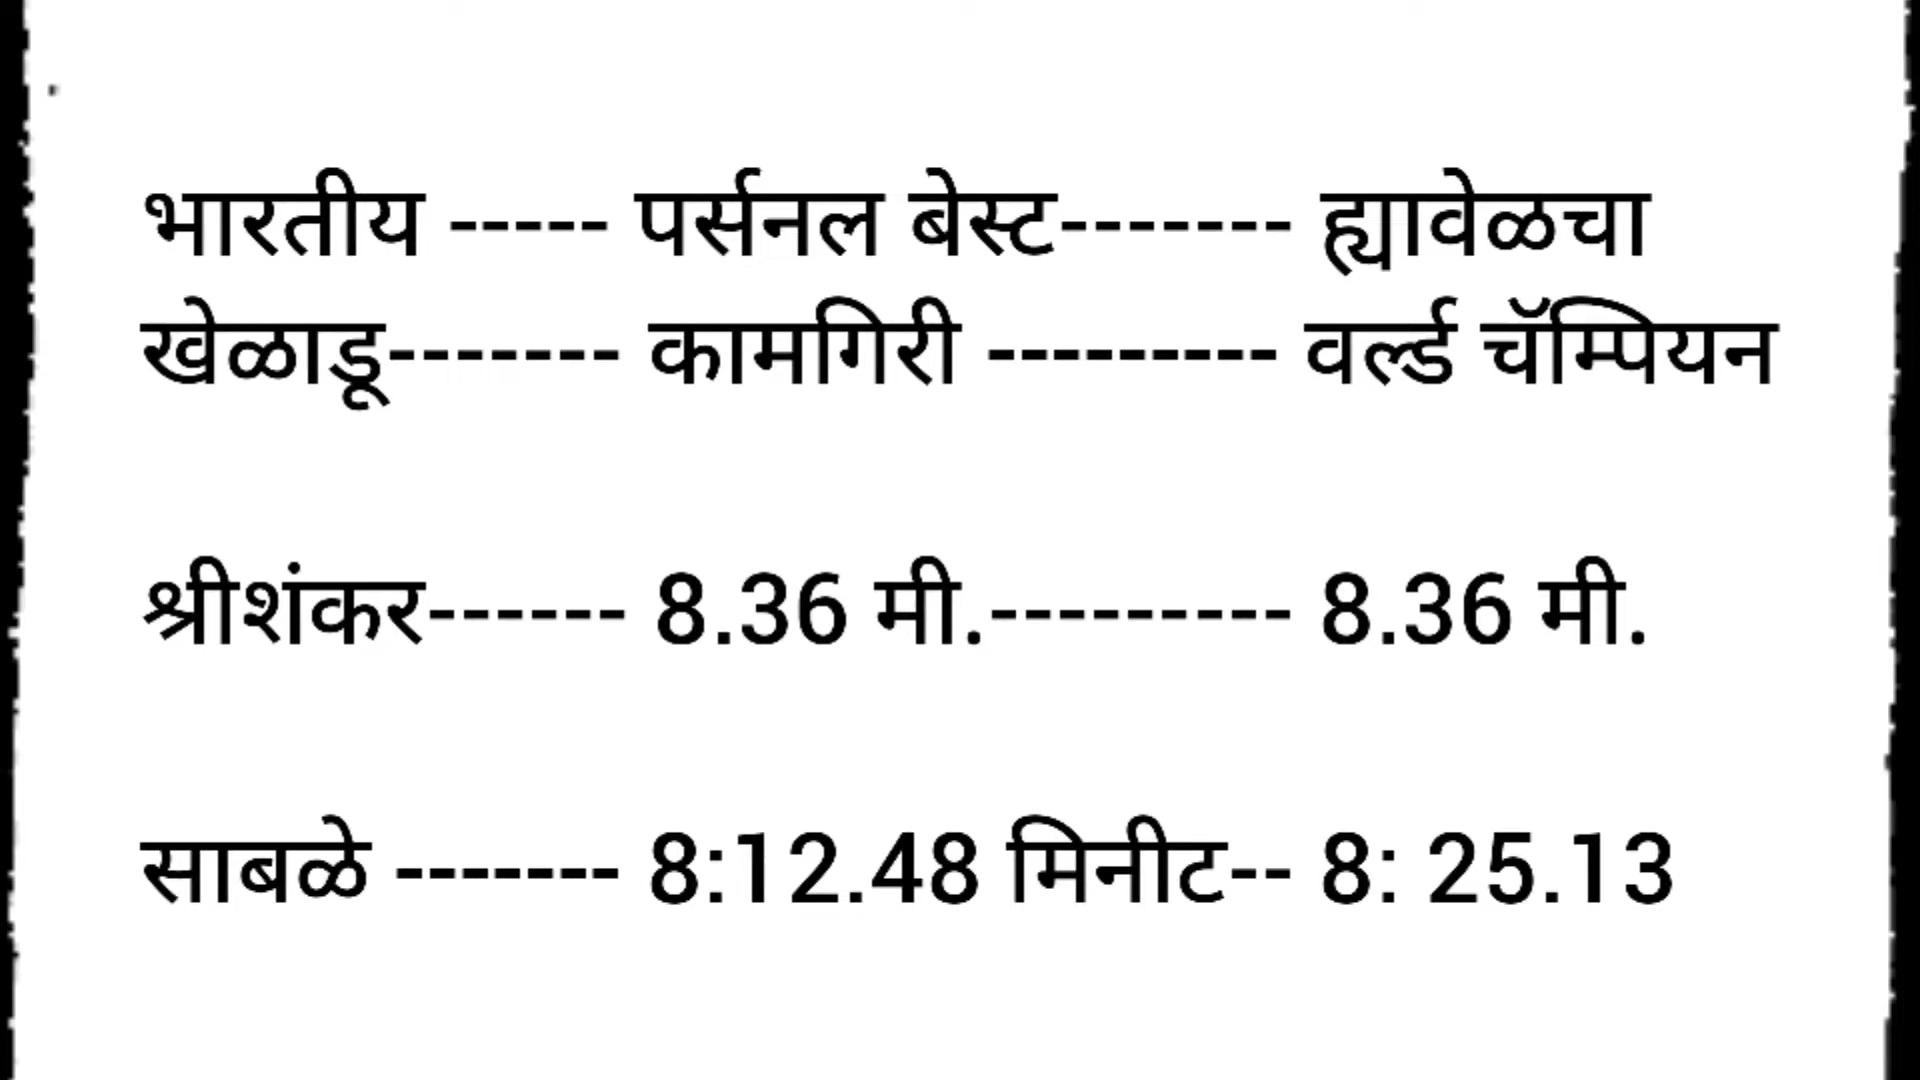 भारतीय ----- पर्सनल बेस्ट------- ह्यावेळचा
खेळाडू------- कामगिरी --------- वर्ल्ड चॅम्पियन
श्रीशंकर------ 8.36 मी.--------- 8.36 मी.
साबळे ------- 8:12.48 मिनीट-- 8: 25.13